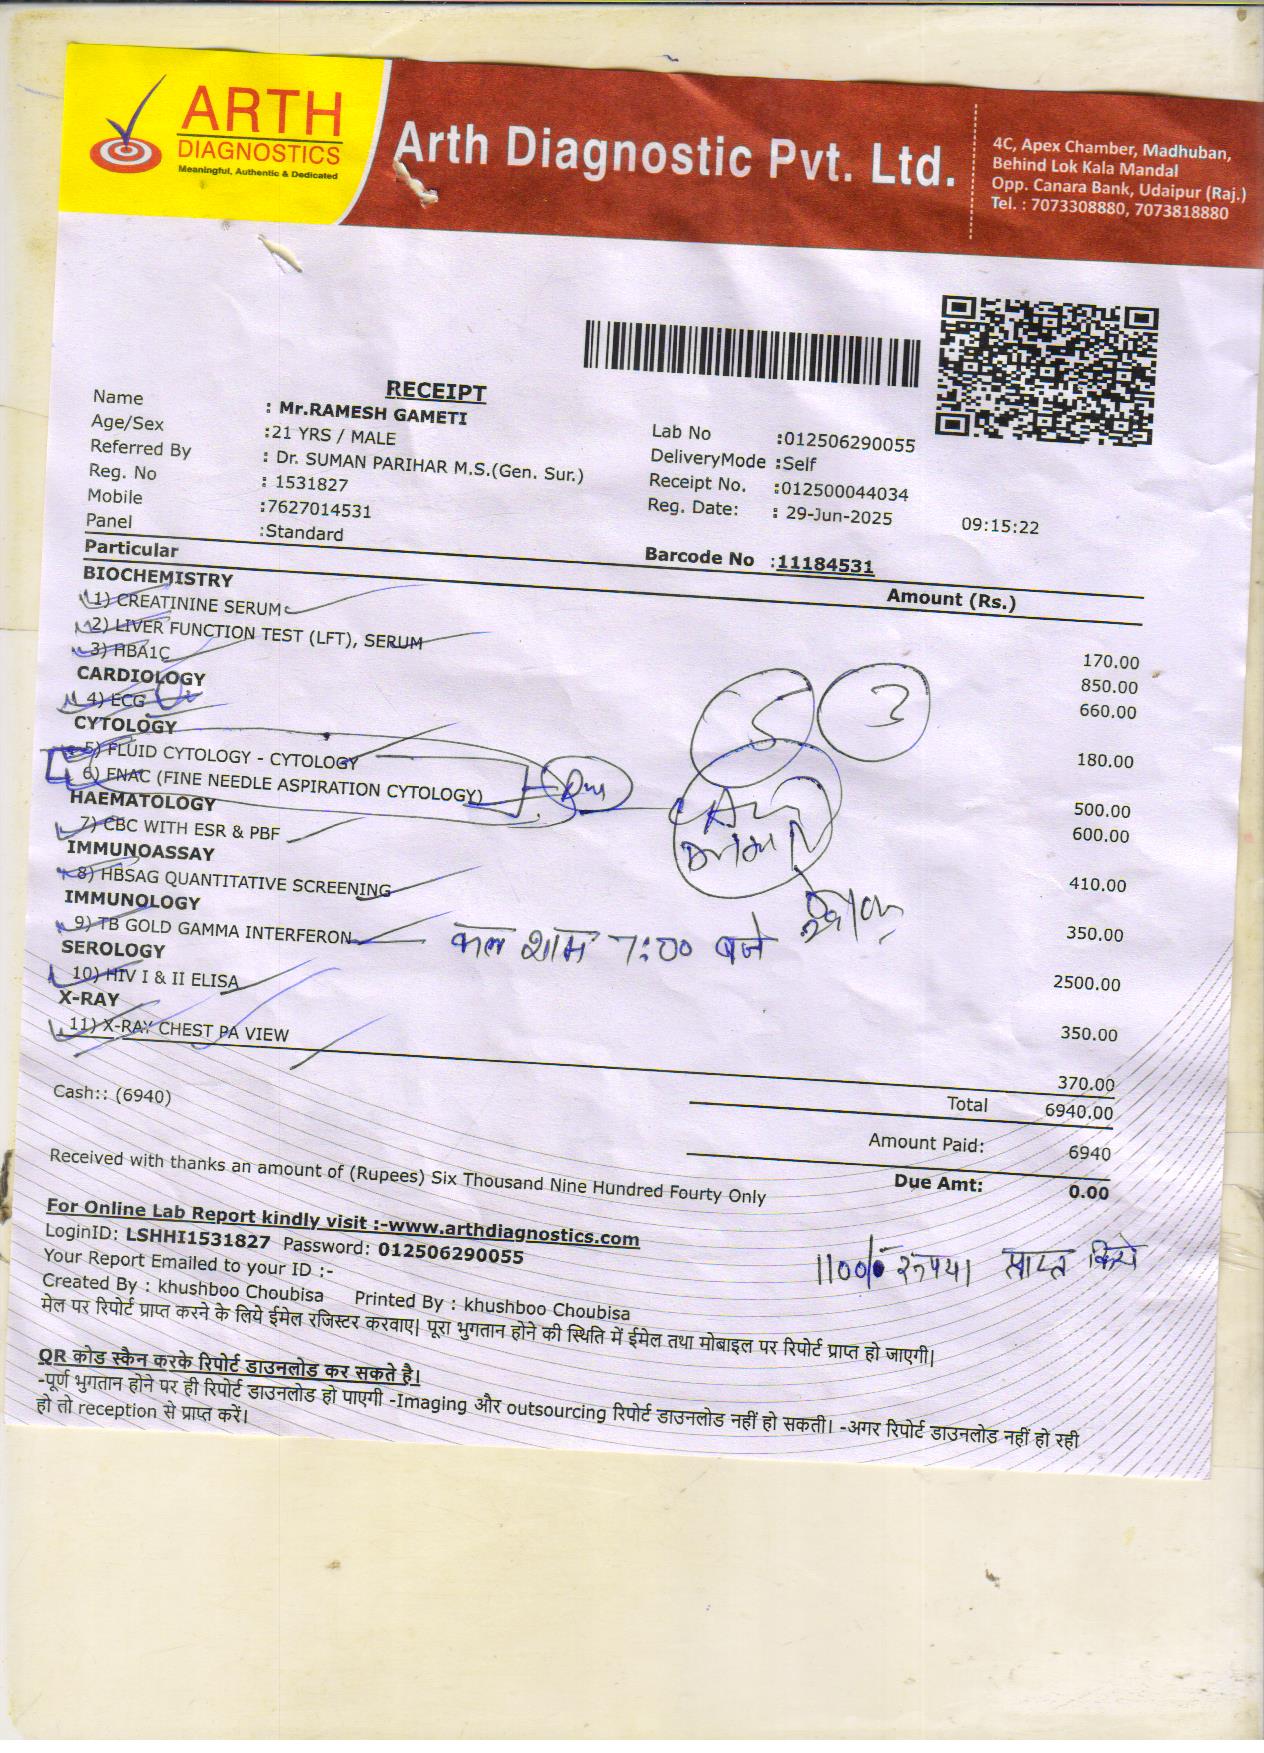 ARTH
DIAGNOSTICS
Meaningful, Authentic & Dedicated
Arth Diagnostic Pvt. Ltd.
4C, Apex Chamber, Madhuban,
Behind Lok Kala Mandal
Opp. Canara Bank, Udaipur (Raj.)
Tel. : 7073308880, 7073818880
RECEIPT
Name : Mr.RAMESH GAMETI
Age/Sex :21 YRS / MALE
Referred By : Dr. SUMAN PARIHAR M.S.(Gen. Sur.)
Reg. No : 1531827
Mobile :7627014531
Panel :Standard
Lab No :012506290055
DeliveryMode :Self
Receipt No. :012500044034
Reg. Date: : 29-Jun-2025 09:15:22
Barcode No :11184531
Particular Amount (Rs.)
BIOCHEMISTRY
1) CREATININE SERUM 170.00
2) LIVER FUNCTION TEST (LFT), SERUM 850.00
3) HBA1C 660.00
CARDIOLOGY
4) ECG 180.00
CYTOLOGY
5) FLUID CYTOLOGY - CYTOLOGY 500.00
6) FNAC (FINE NEEDLE ASPIRATION CYTOLOGY) 600.00
HAEMATOLOGY
7) CBC WITH ESR & PBF 410.00
IMMUNOASSAY
8) HBSAG QUANTITATIVE SCREENING 350.00
IMMUNOLOGY
9) TB GOLD GAMMA INTERFERON 2500.00
SEROLOGY
10) HIV I & II ELISA 350.00
X-RAY
11) X-RAY CHEST PA VIEW 370.00
कल शाम 7:00 बजे
Cash:: (6940)
Total 6940.00
Amount Paid: 6940
Due Amt: 0.00
Received with thanks an amount of (Rupees) Six Thousand Nine Hundred Fourty Only
For Online Lab Report kindly visit :-www.arthdiagnostics.com
LoginID: LSHHI1531827 Password: 012506290055
Your Report Emailed to your ID :-
Created By : khushboo Choubisa Printed By : khushboo Choubisa
1100/- रुपया प्राप्त किये
मेल पर रिपोर्ट प्राप्त करने के लिये ईमेल रजिस्टर करवाए। पूरा भुगतान होने की स्थिति में ईमेल तथा मोबाइल पर रिपोर्ट प्राप्त हो जाएगी।
QR कोड स्कैन करके रिपोर्ट डाउनलोड कर सकते है।
-पूर्ण भुगतान होने पर ही रिपोर्ट डाउनलोड हो पाएगी -Imaging और outsourcing रिपोर्ट डाउनलोड नहीं हो सकती। -अगर रिपोर्ट डाउनलोड नहीं हो रही
हो तो reception से प्राप्त करें।